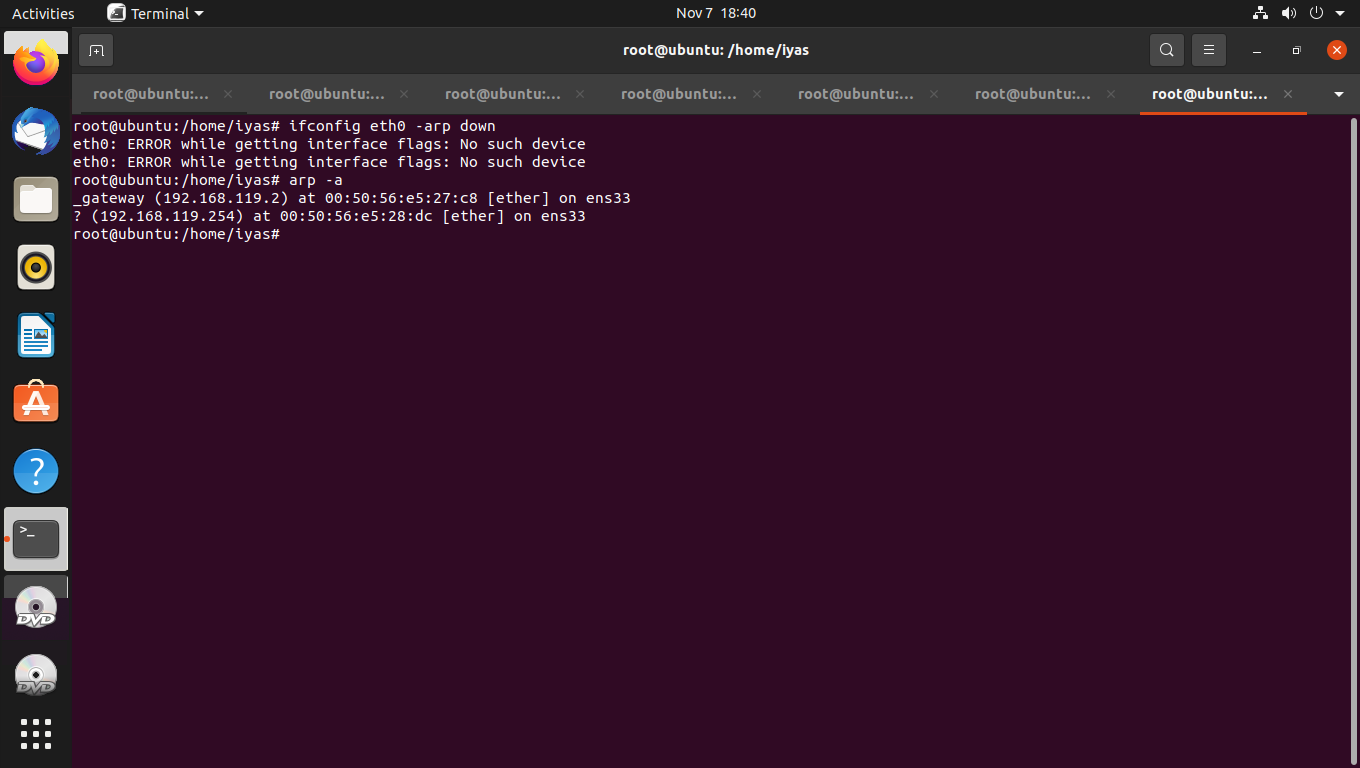 Activities
Terminal
Nov 7 18:40
root@ubuntu: /home/iyas
root@ubuntu:...
root@ubuntu:...
root@ubuntu:...
root@ubuntu:...
root@ubuntu:...
root@ubuntu:...
root@ubuntu:...
root@ubuntu:/home/iyas# ifconfig eth0 -arp down
eth0: ERROR while getting interface flags: No such device
eth0: ERROR while getting interface flags: No such device
root@ubuntu:/home/iyas# arp -a
_gateway (192.168.119.2) at 00:50:56:e5:27:c8 [ether] on ens33
? (192.168.119.254) at 00:50:56:e5:28:dc [ether] on ens33
root@ubuntu:/home/iyas#
?
>_
DVD
DVD